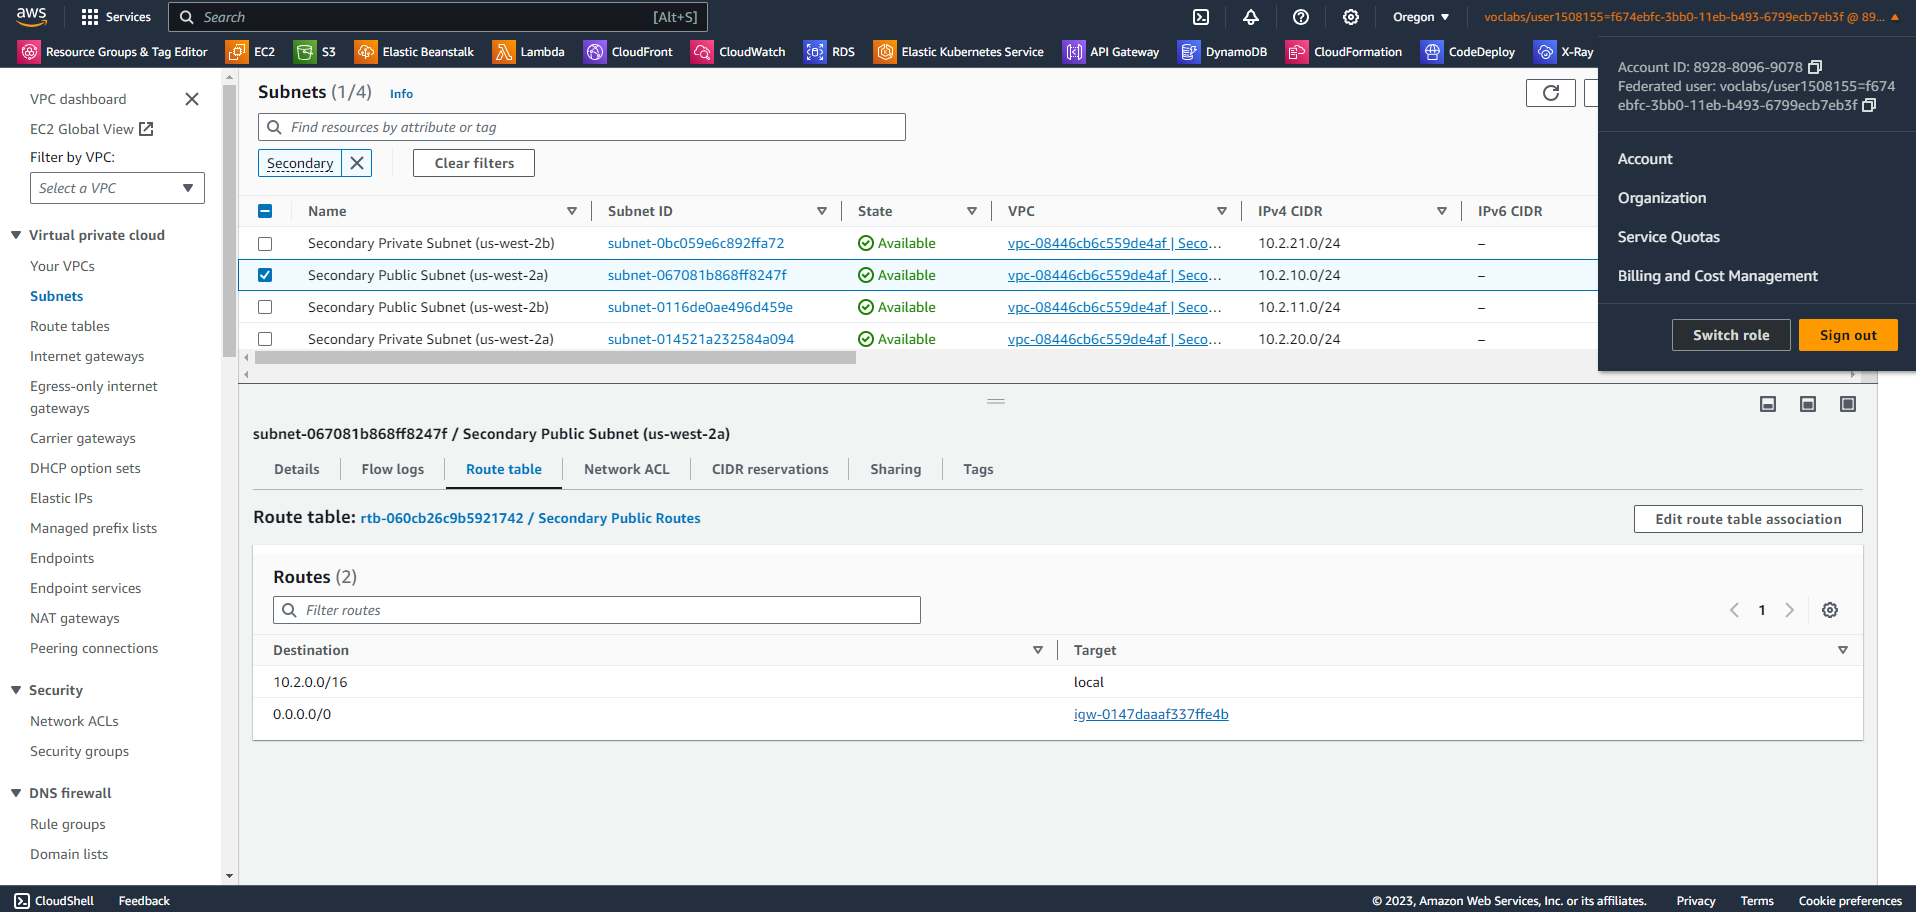 aws
Services
Search
[Alt+S]
Oregon
voclabs/user1508155=f674ebfc-3bb0-11eb-b493-6799ecb7eb3f @ 89...
Resource Groups & Tag Editor
EC2
S3
Elastic Beanstalk
Lambda
CloudFront
CloudWatch
RDS
Elastic Kubernetes Service
API Gateway
DynamoDB
CloudFormation
CodeDeploy
X-Ray
Account ID: 8928-8096-9078
Federated user: voclabs/user1508155=f674
ebfc-3bb0-11eb-b493-6799ecb7eb3f
Account
Organization
Service Quotas
Billing and Cost Management
Switch role
Sign out
VPC dashboard
EC2 Global View
Filter by VPC:
Select a VPC
Virtual private cloud
Your VPCs
Subnets
Route tables
Internet gateways
Egress-only internet
gateways
Carrier gateways
DHCP option sets
Elastic IPs
Managed prefix lists
Endpoints
Endpoint services
NAT gateways
Peering connections
Security
Network ACLs
Security groups
DNS firewall
Rule groups
Domain lists
Subnets (1/4) Info
Find resources by attribute or tag
Secondary
Clear filters
Name Subnet ID State VPC IPv4 CIDR IPv6 CIDR
Secondary Private Subnet (us-west-2b) subnet-0bc059e6c892ffa72 Available vpc-08446cb6c559de4af | Seco... 10.2.21.0/24 –
Secondary Public Subnet (us-west-2a) subnet-067081b868ff8247f Available vpc-08446cb6c559de4af | Seco... 10.2.10.0/24 –
Secondary Public Subnet (us-west-2b) subnet-0116de0ae496d459e Available vpc-08446cb6c559de4af | Seco... 10.2.11.0/24 –
Secondary Private Subnet (us-west-2a) subnet-014521a232584a094 Available vpc-08446cb6c559de4af | Seco... 10.2.20.0/24 –
subnet-067081b868ff8247f / Secondary Public Subnet (us-west-2a)
Details
Flow logs
Route table
Network ACL
CIDR reservations
Sharing
Tags
Route table: rtb-060cb26c9b5921742 / Secondary Public Routes
Edit route table association
Routes (2)
Filter routes
1
Destination Target
10.2.0.0/16 local
0.0.0.0/0 igw-0147daaaf337ffe4b
CloudShell
Feedback
© 2023, Amazon Web Services, Inc. or its affiliates.
Privacy
Terms
Cookie preferences